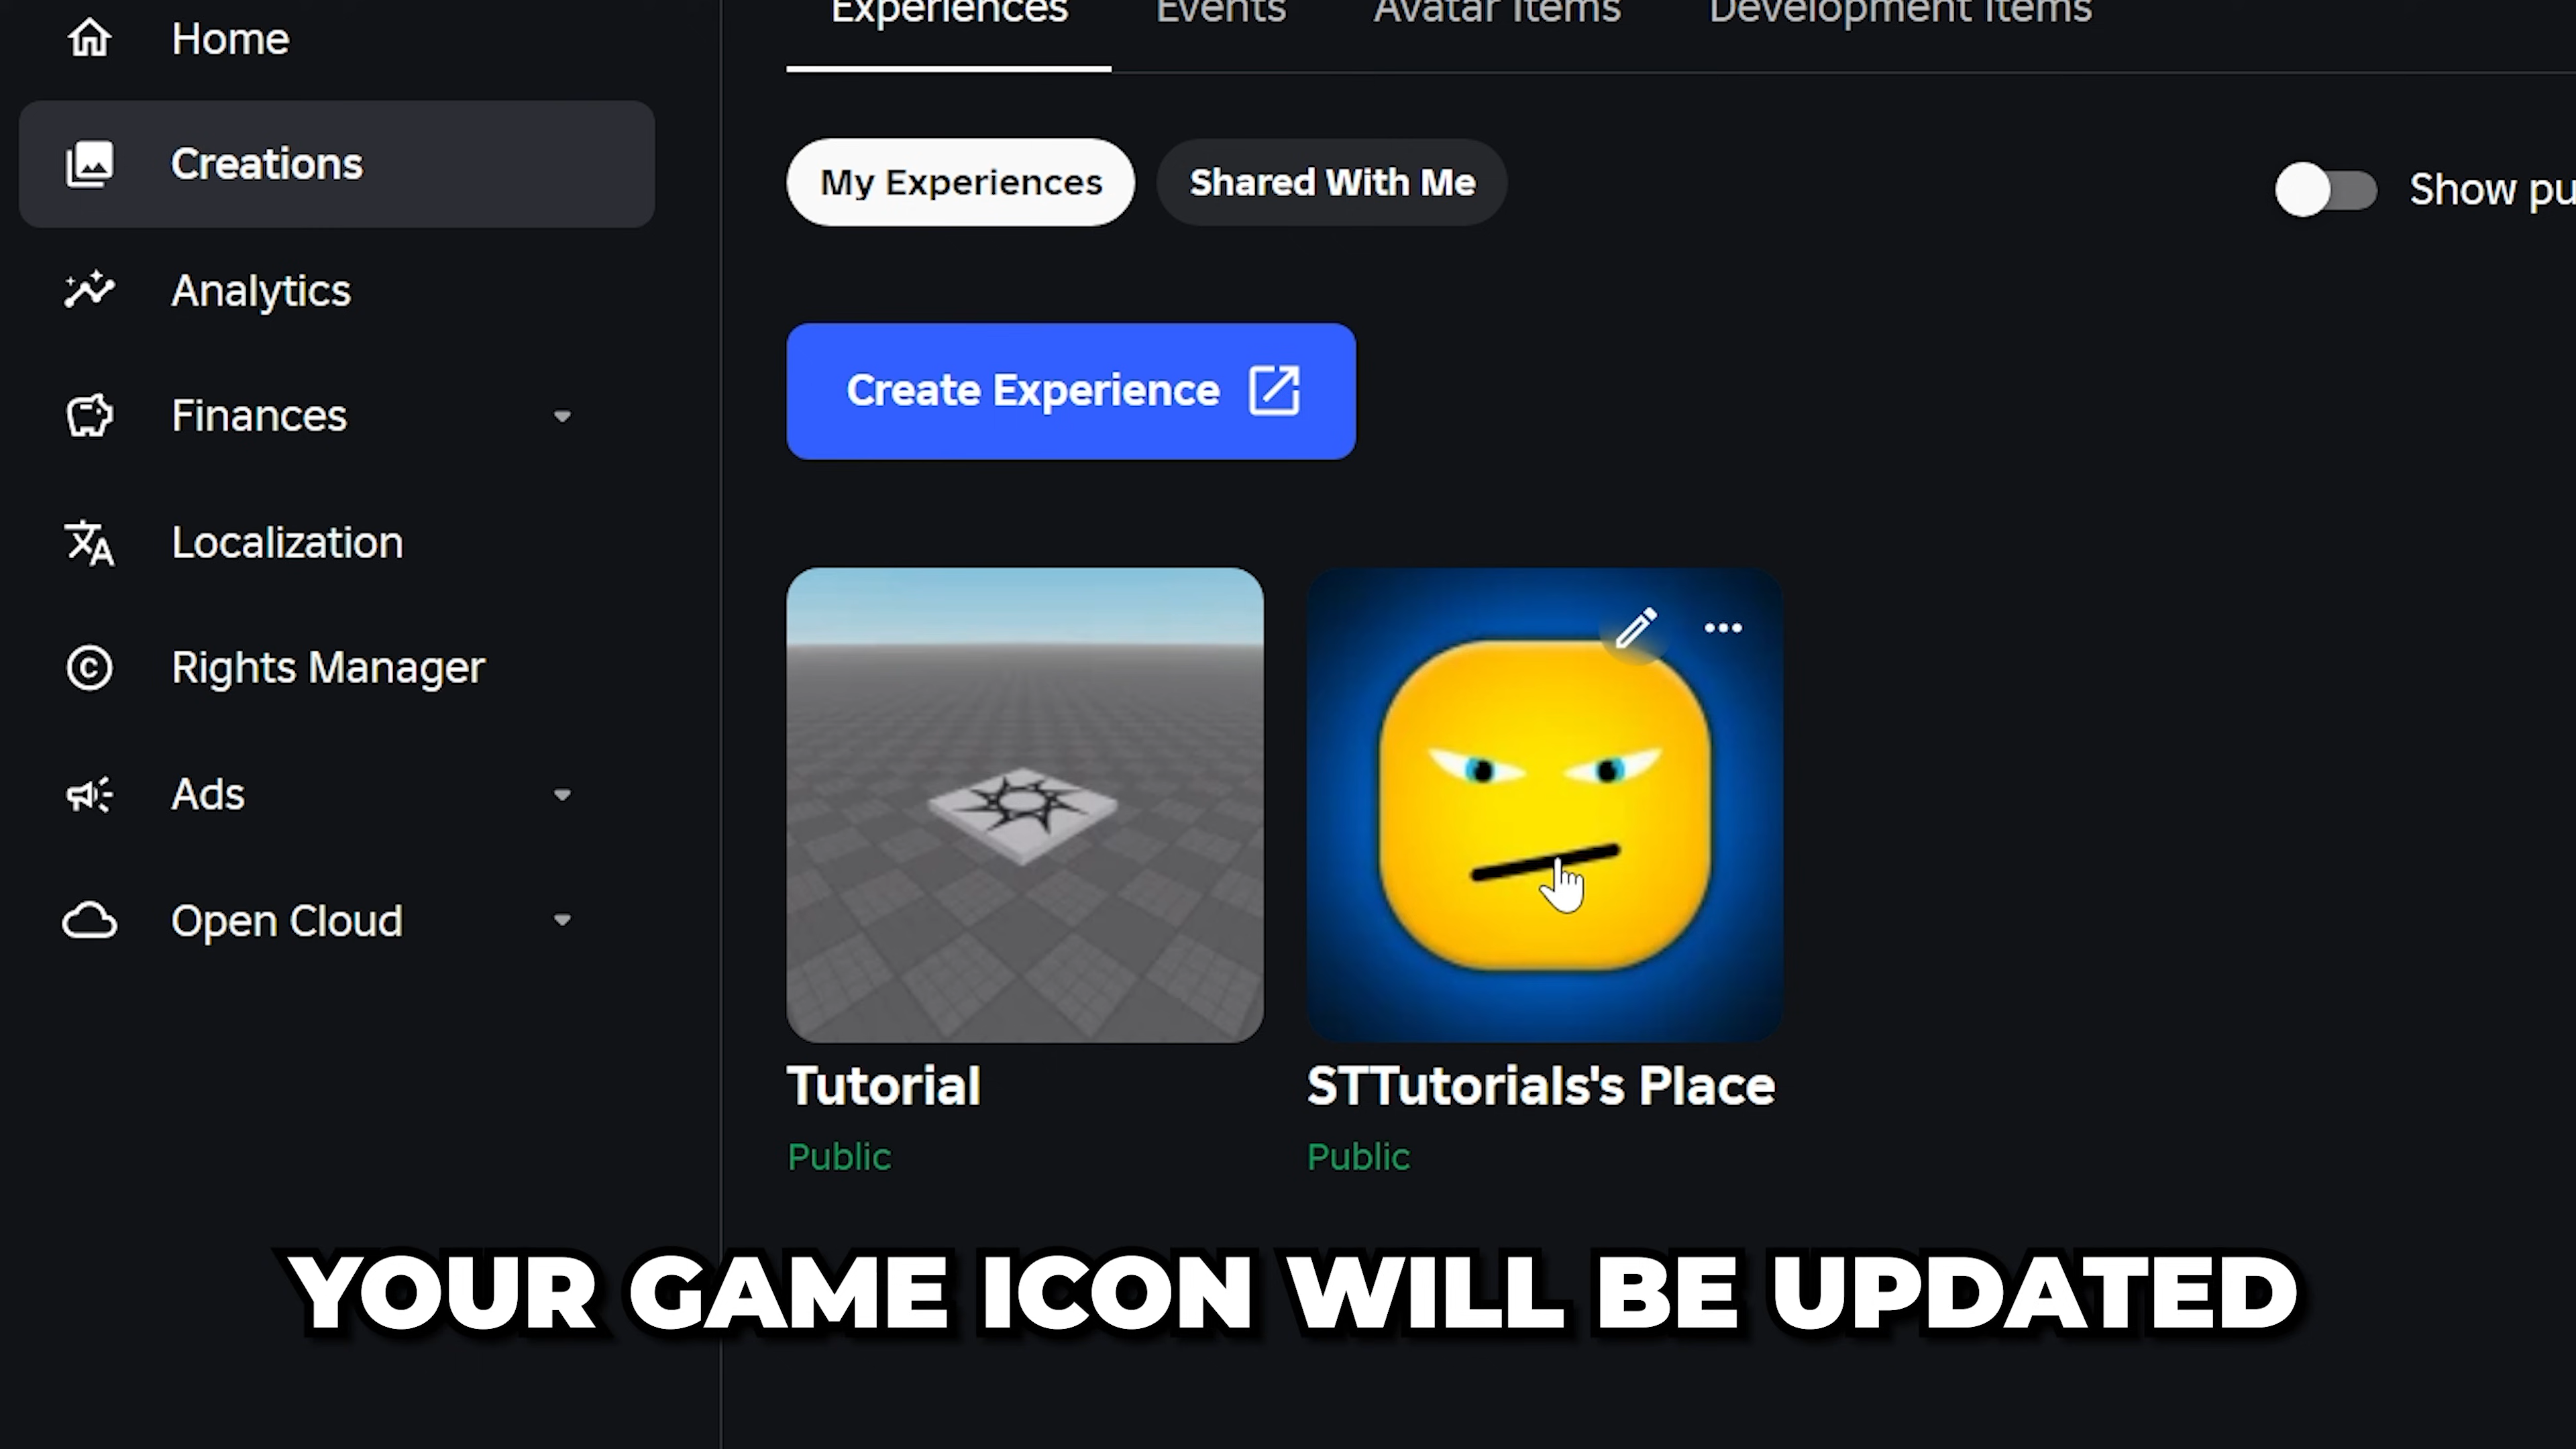 Home
Creations
Analytics
Finances
Localization
Rights Manager
Ads
Open Cloud
Experiences Events Avatar Items Development Items
My Experiences Shared With Me
Show pu
Create Experience
Tutorial
Public
STTutorials's Place
Public
YOUR GAME ICON WILL BE UPDATED